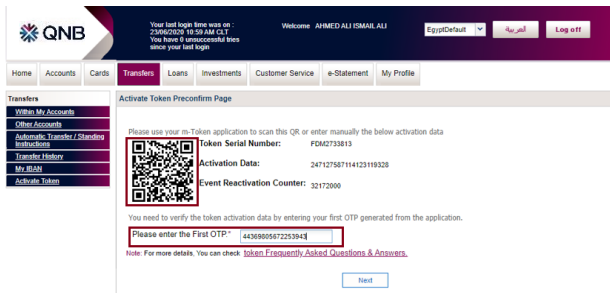 QNB
Your last login time was on :
23/06/2020 10:59 AM CLT
You have 0 unsuccessful tries
since your last login
Welcome AHMED ALI ISMAIL ALI
EgyptDefault
العربية
Log off
Home Accounts Cards Transfers Loans Investments Customer Service e-Statement My Profile
Transfers
Within My Accounts
Other Accounts
Automatic Transfer / Standing
Instructions
Transfer History
My IBAN
Activate Token
Activate Token Preconfirm Page
Please use your m-Token application to scan this QR or enter manually the below activation data
Token Serial Number: FDM2733813
Activation Data: 247127587114123119328
Event Reactivation Counter: 32172000
You need to verify the token activation data by entering your first OTP generated from the application.
Please enter the First OTP.* 44369805672253943
Note: For more details, You can check token Frequently Asked Questions & Answers.
Next